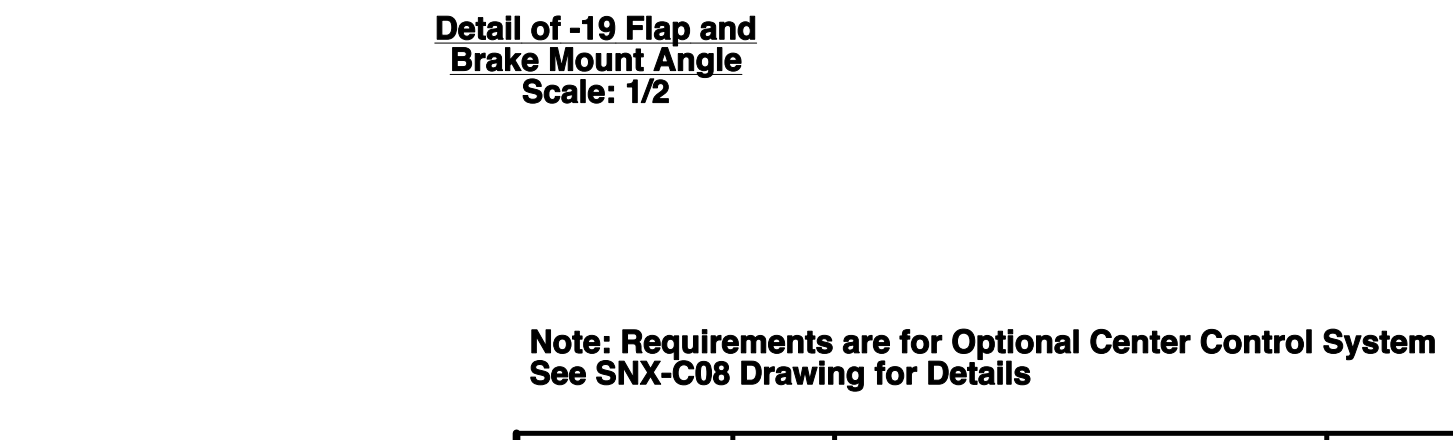 Detail of -19 Flap and
Brake Mount Angle
Scale: 1/2
Note: Requirements are for Optional Center Control System
See SNX-C08 Drawing for Details